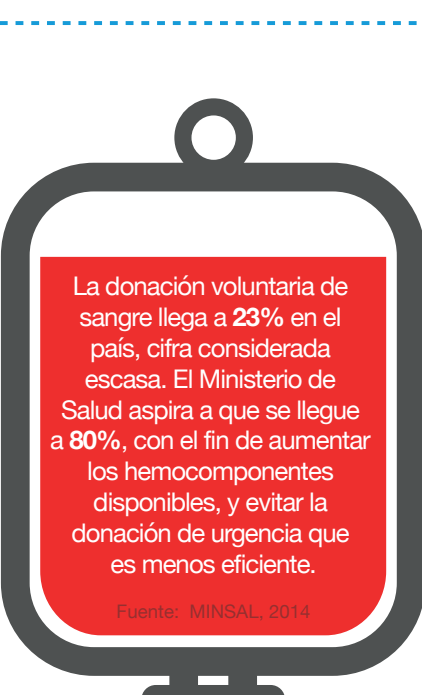 La donación voluntaria de
sangre llega a 23% en el
país, cifra considerada
escasa. El Ministerio de
Salud aspira a que se llegue
a 80%, con el fin de aumentar
los hemocomponentes
disponibles, y evitar la
donación de urgencia que
es menos eficiente.
Fuente: MINSAL, 2014